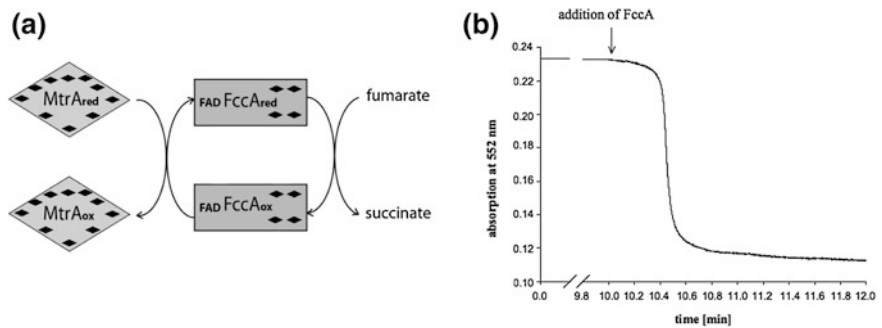 (a)
MtrAred
FAD FccAred
fumarate
MtrAox
FAD FccAox
succinate
(b)
addition of FccA
absorption at 552 nm
0.24
0.22
0.20
0.18
0.16
0.14
0.12
0.10
0.0 9.8 10.0 10.2 10.4 10.6 10.8 11.0 11.2 11.4 11.6 11.8 12.0
time [min]